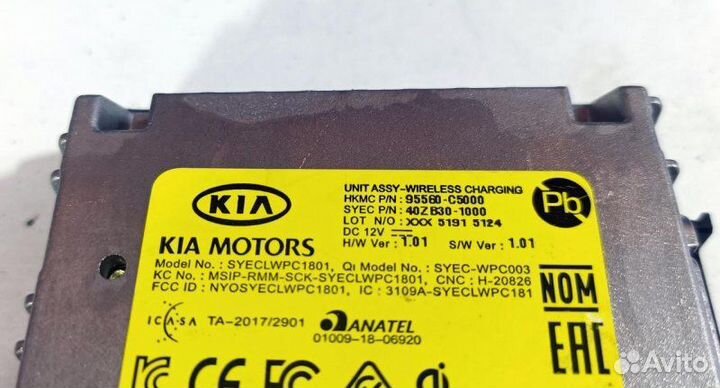 KIA
KIA MOTORS
UNIT ASSY-WIRELESS CHARGING
HKMC P/N : 95560-C5000
SYEC P/N : 40ZB30-1000
LOT N/O : XXX 5191 5124
DC 12V
H/W Ver : 1.01 S/W Ver : 1.01
Pb
Model No. : SYECLWPC1801, Qi Model No. : SYEC-WPC003
KC No. : MSIP-RMM-SCK-SYECLWPC1801, CNC : H-20826
FCC ID : NYOSYECLWPC1801, IC : 3109A-SYECLWPC181
NOM
ICASA TA-2017/2901
ANATEL
01009-18-06920
EAC
CE FC qi
Avito